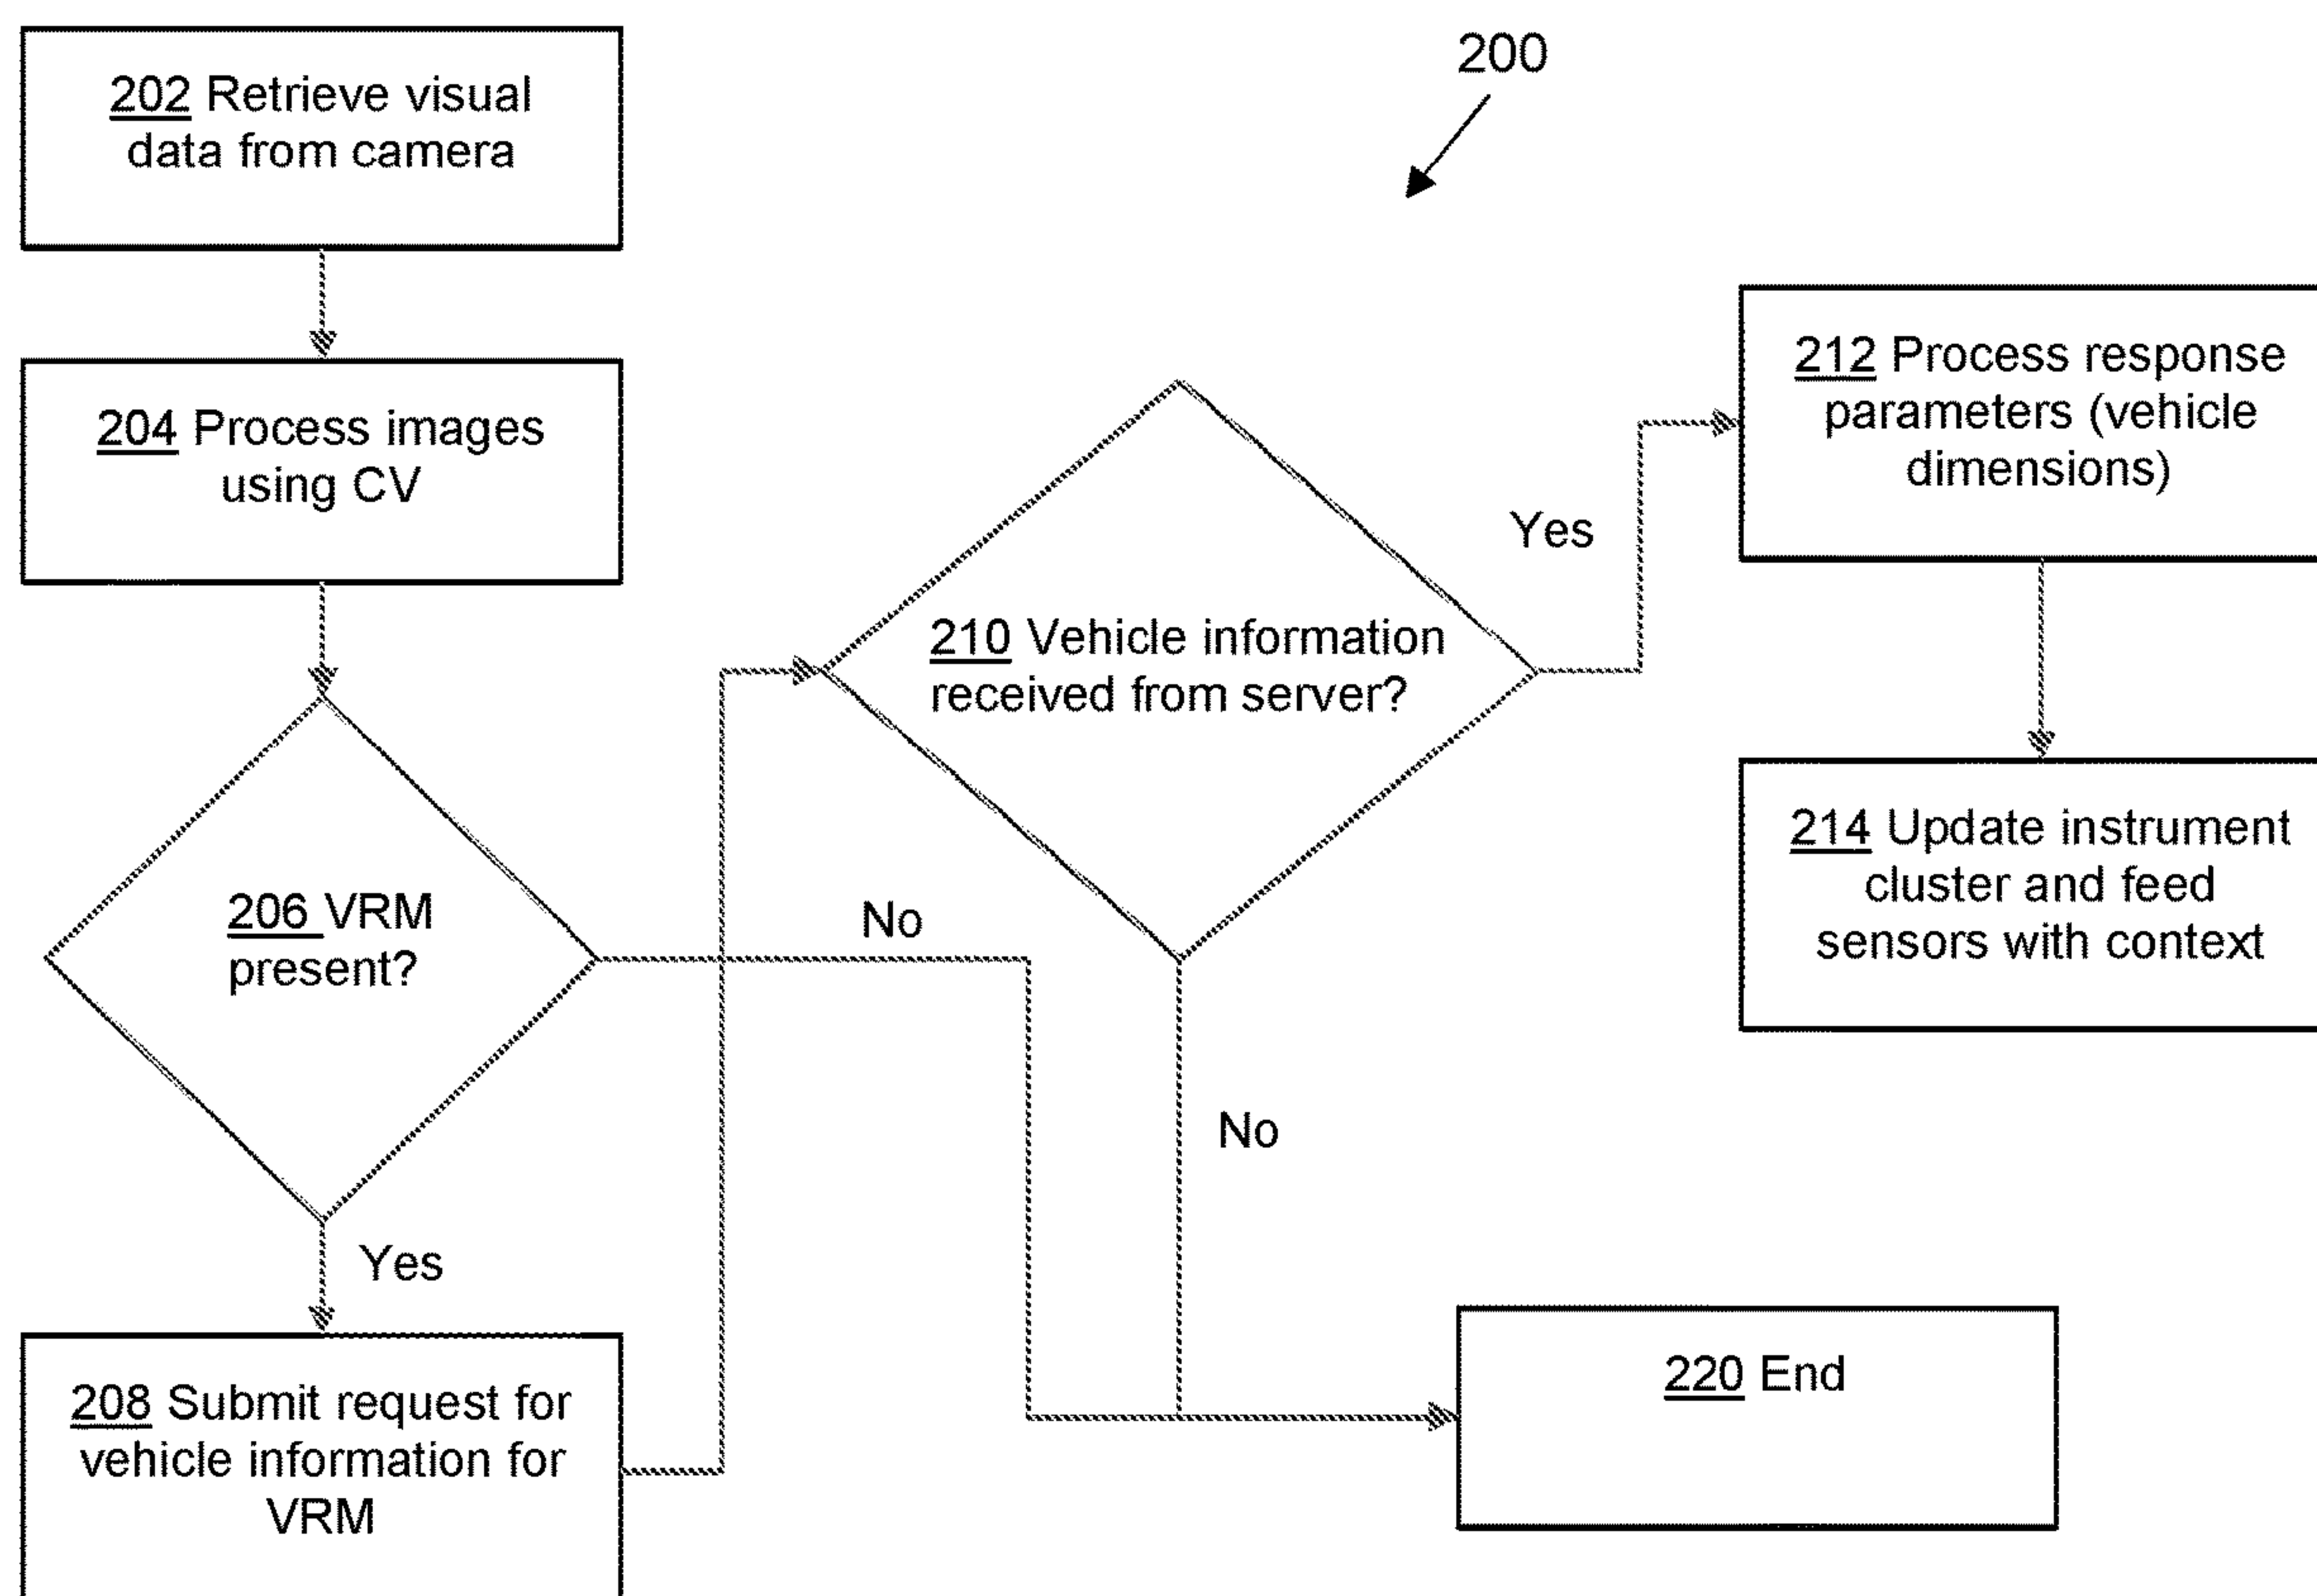 200
202 Retrieve visual
data from camera
204 Process images
using CV
206 VRM
present?
Yes
No
208 Submit request for
vehicle information for
VRM
210 Vehicle information
received from server?
Yes
No
212 Process response
parameters (vehicle
dimensions)
214 Update instrument
cluster and feed
sensors with context
220 End